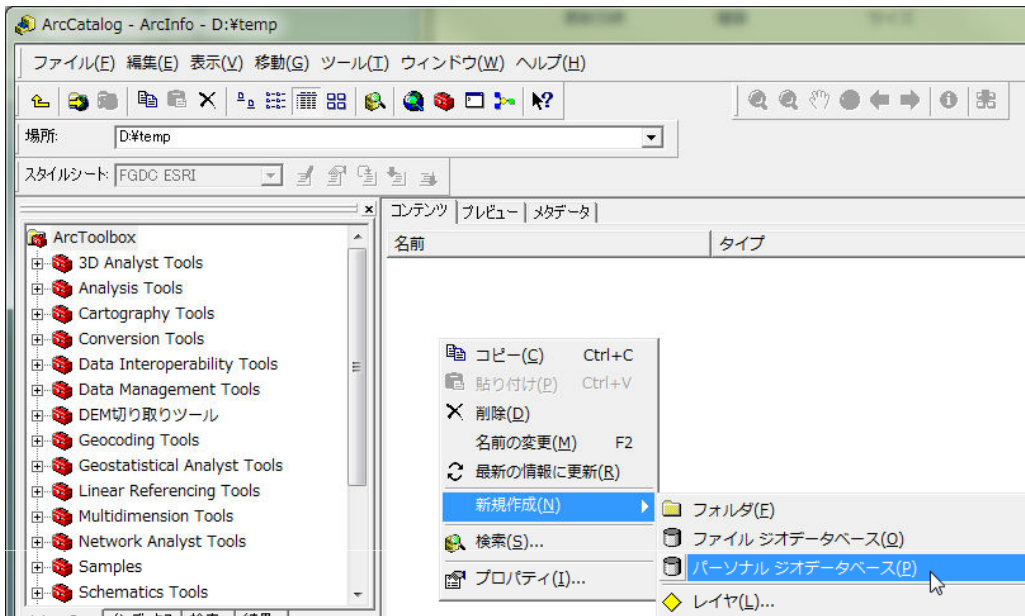 ArcCatalog - ArcInfo - D:¥temp
ファイル(F) 編集(E) 表示(V) 移動(G) ツール(T) ウィンドウ(W) ヘルプ(H)
場所: D:¥temp
スタイルシート: FGDC ESRI
コンテンツ プレビュー メタデータ
名前 タイプ
ArcToolbox
3D Analyst Tools
Analysis Tools
Cartography Tools
Conversion Tools
Data Interoperability Tools
Data Management Tools
DEM切り取りツール
Geocoding Tools
Geostatistical Analyst Tools
Linear Referencing Tools
Multidimension Tools
Network Analyst Tools
Samples
Schematics Tools
コピー(C) Ctrl+C
貼り付け(P) Ctrl+V
削除(D)
名前の変更(M) F2
最新の情報に更新(R)
新規作成(N)
検索(S)...
プロパティ(I)...
フォルダ(F)
ファイル ジオデータベース(O)
パーソナル ジオデータベース(P)
レイヤ(L)...